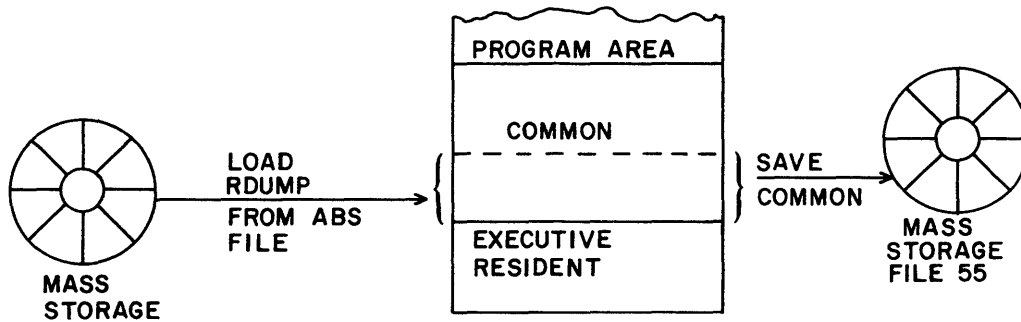 PROGRAM AREA
COMMON
LOAD
RDUMP
FROM ABS
FILE
MASS
STORAGE
EXECUTIVE
RESIDENT
SAVE
COMMON
MASS
STORAGE
FILE 55